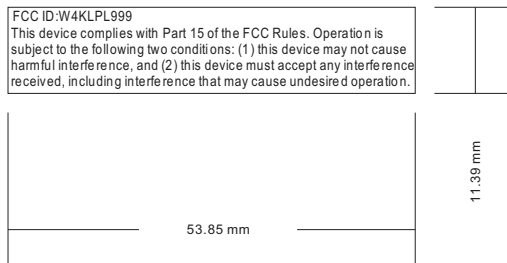 FCC ID:W4KLPL999
This device complies with Part 15 of the FCC Rules. Operation is
subject to the following two conditions: (1) this device may not cause
harmful interference, and (2) this device must accept any interference
received, including interference that may cause undesired operation.
11.39 mm
53.85 mm